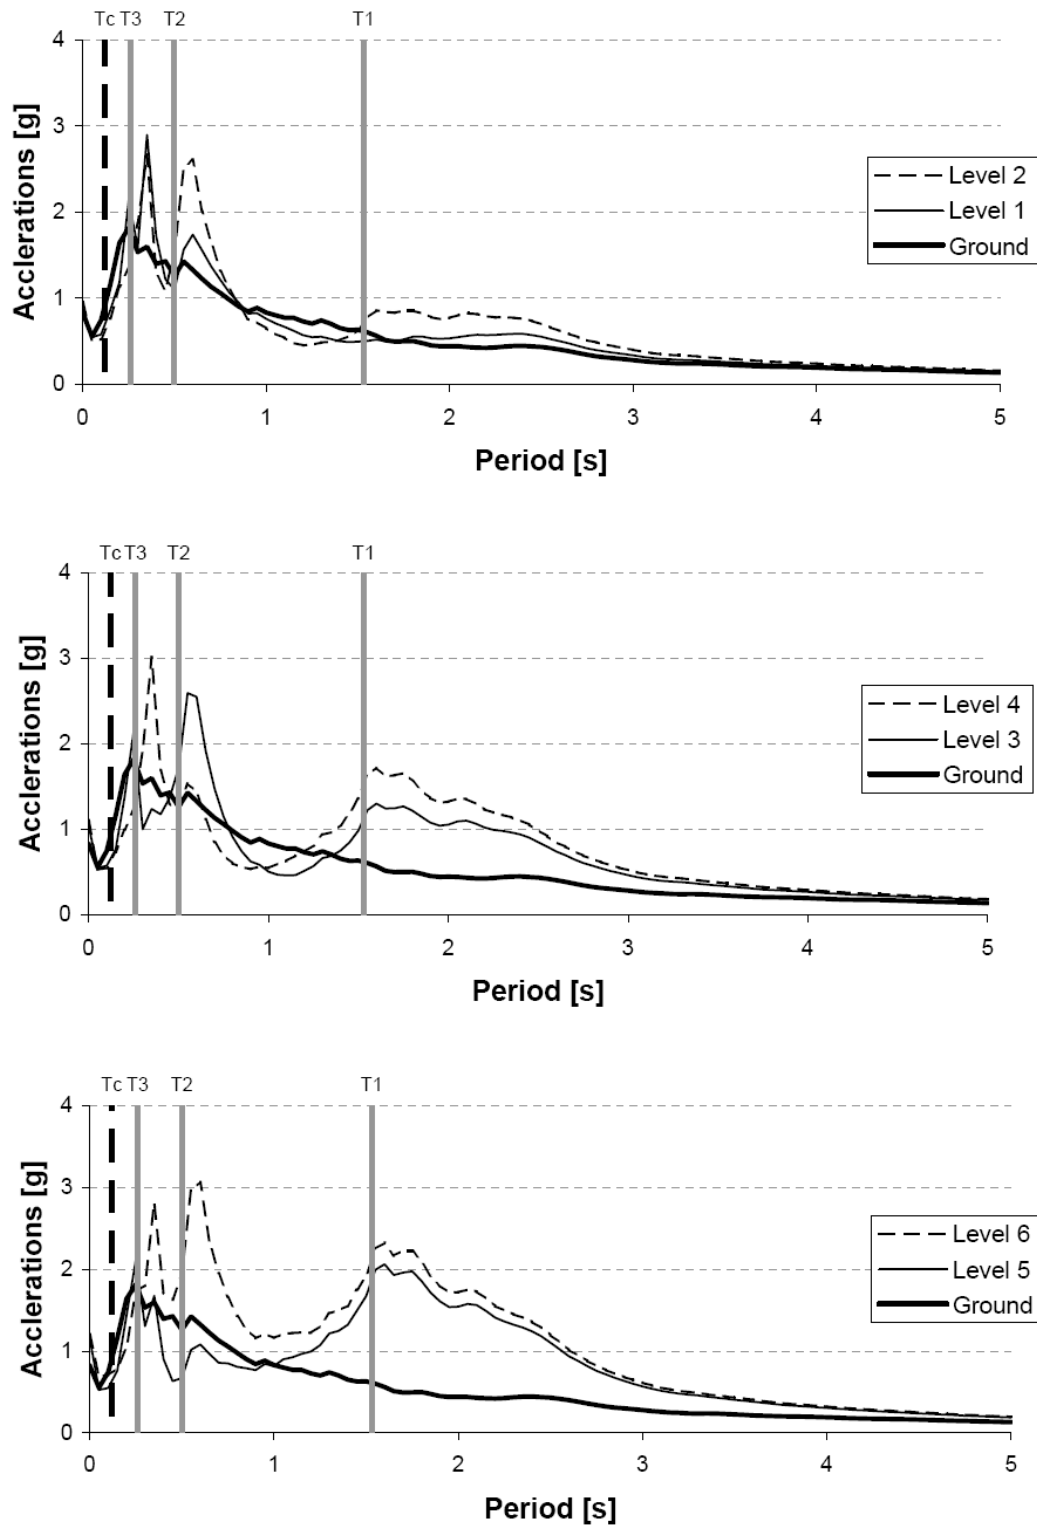 Tc T3 T2 T1
4
3
2
1
0
Acclerations [g]
Level 2
Level 1
Ground
0 1 2 3 4 5
Period [s]
Tc T3 T2 T1
4
3
2
1
0
Acclerations [g]
Level 4
Level 3
Ground
0 1 2 3 4 5
Period [s]
Tc T3 T2 T1
4
3
2
1
0
Acclerations [g]
Level 6
Level 5
Ground
0 1 2 3 4 5
Period [s]